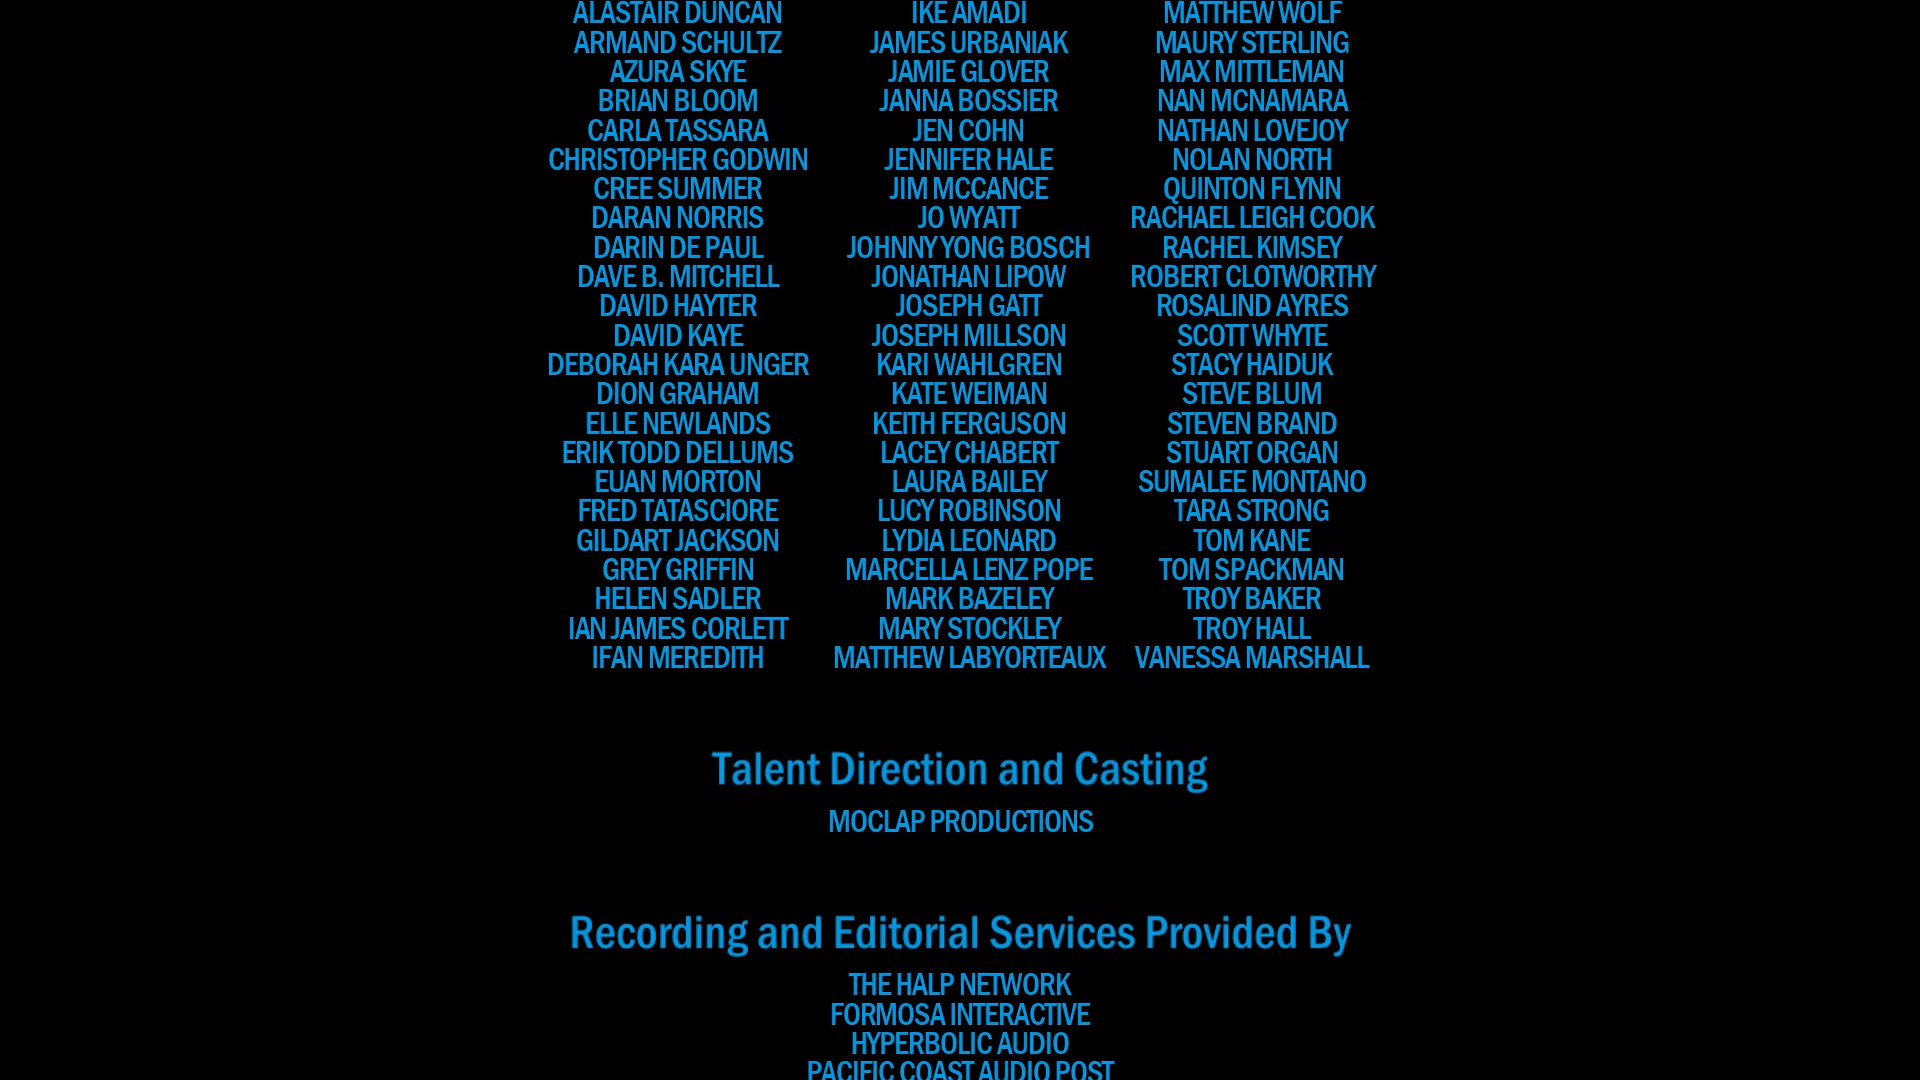 ALASTAIR DUNCAN IKE AMADI MATTHEW WOLF
ARMAND SCHULTZ JAMES URBANIAK MAURY STERLING
AZURA SKYE JAMIE GLOVER MAX MITTLEMAN
BRIAN BLOOM JANNA BOSSIER NAN MCNAMARA
CARLA TASSARA JEN COHN NATHAN LOVEJOY
CHRISTOPHER GODWIN JENNIFER HALE NOLAN NORTH
CREE SUMMER JIM MCCANCE QUINTON FLYNN
DARAN NORRIS JO WYATT RACHAEL LEIGH COOK
DARIN DE PAUL JOHNNY YONG BOSCH RACHEL KIMSEY
DAVE B. MITCHELL JONATHAN LIPOW ROBERT CLOTWORTHY
DAVID HAYTER JOSEPH GATT ROSALIND AYRES
DAVID KAYE JOSEPH MILLSON SCOTT WHYTE
DEBORAH KARA UNGER KARI WAHLGREN STACY HAIDUK
DION GRAHAM KATE WEIMAN STEVE BLUM
ELLE NEWLANDS KEITH FERGUSON STEVEN BRAND
ERIK TODD DELLUMS LACEY CHABERT STUART ORGAN
EUAN MORTON LAURA BAILEY SUMALEE MONTANO
FRED TATASCIORE LUCY ROBINSON TARA STRONG
GILDART JACKSON LYDIA LEONARD TOM KANE
GREY GRIFFIN MARCELLA LENZ POPE TOM SPACKMAN
HELEN SADLER MARK BAZELEY TROY BAKER
IAN JAMES CORLETT MARY STOCKLEY TROY HALL
IFAN MEREDITH MATTHEW LABYORTEAUX VANESSA MARSHALL
Talent Direction and Casting
MOCLAP PRODUCTIONS
Recording and Editorial Services Provided By
THE HALP NETWORK
FORMOSA INTERACTIVE
HYPERBOLIC AUDIO
PACIFIC COAST AUDIO POST